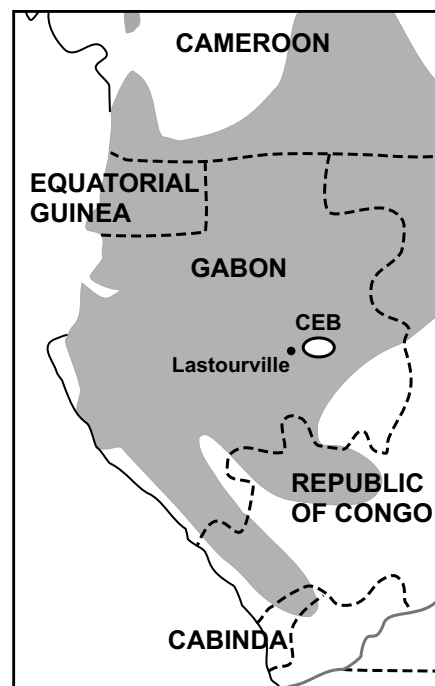 CAMEROON
EQUATORIAL
GUINEA
GABON
CEB
Lastourville
REPUBLIC
OF CONGO
CABINDA